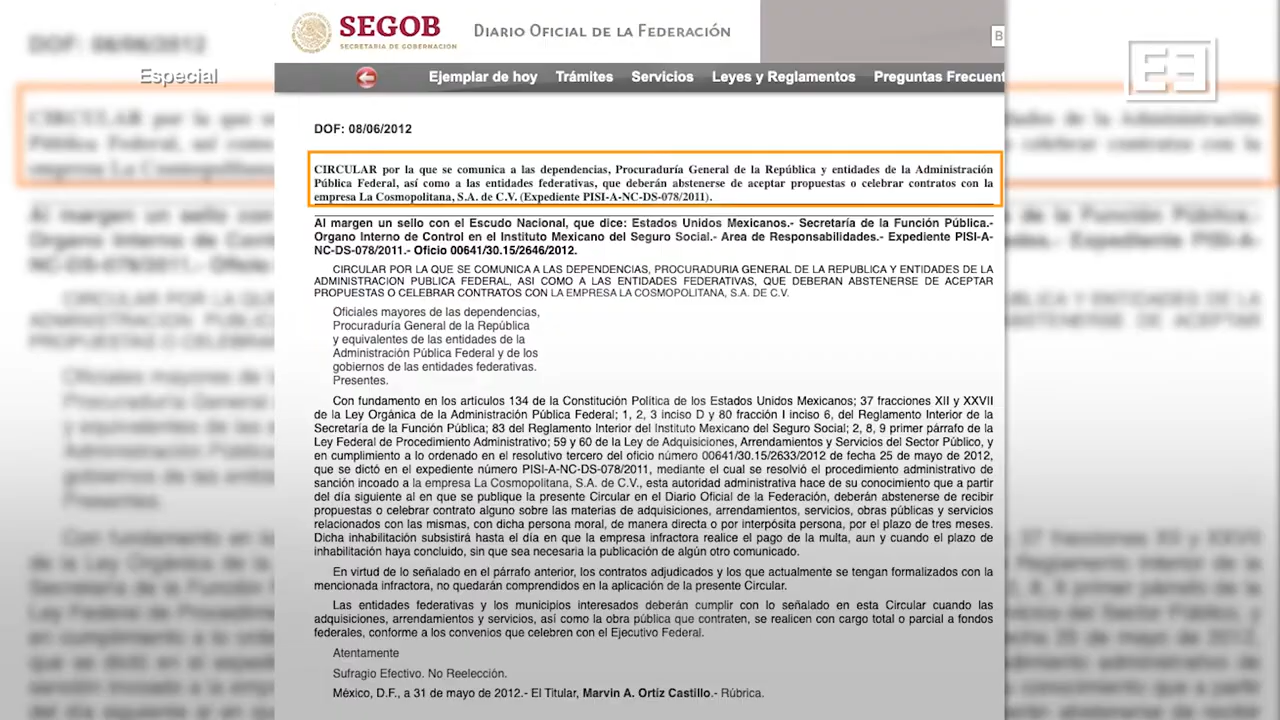 SEGOB
SECRETARÍA DE GOBERNACIÓN
DIARIO OFICIAL DE LA FEDERACIÓN
B
Especial
Ejemplar de hoy Trámites Servicios Leyes y Reglamentos Preguntas Frecuent
DOF: 08/06/2012
CIRCULAR por la que se comunica a las dependencias, Procuraduría General de la República y entidades de la Administración
Pública Federal, así como a las entidades federativas, que deberán abstenerse de aceptar propuestas o celebrar contratos con la
empresa La Cosmopolitana, S.A. de C.V. (Expediente PISI-A-NC-DS-078/2011).
Al margen un sello con el Escudo Nacional, que dice: Estados Unidos Mexicanos.- Secretaría de la Función Pública.-
Organo Interno de Control en el Instituto Mexicano del Seguro Social.- Area de Responsabilidades.- Expediente PISI-A-
NC-DS-078/2011.- Oficio 00641/30.15/2646/2012.
CIRCULAR POR LA QUE SE COMUNICA A LAS DEPENDENCIAS, PROCURADURIA GENERAL DE LA REPUBLICA Y ENTIDADES DE LA
ADMINISTRACION PUBLICA FEDERAL, ASI COMO A LAS ENTIDADES FEDERATIVAS, QUE DEBERAN ABSTENERSE DE ACEPTAR
PROPUESTAS O CELEBRAR CONTRATOS CON LA EMPRESA LA COSMOPOLITANA, S.A. DE C.V.
Oficiales mayores de las dependencias,
Procuraduría General de la República
y equivalentes de las entidades de la
Administración Pública Federal y de los
gobiernos de las entidades federativas.
Presentes.
Con fundamento en los artículos 134 de la Constitución Política de los Estados Unidos Mexicanos; 37 fracciones XII y XXVII
de la Ley Orgánica de la Administración Pública Federal; 1, 2, 3 inciso D y 80 fracción I inciso 6, del Reglamento Interior de la
Secretaría de la Función Pública; 83 del Reglamento Interior del Instituto Mexicano del Seguro Social; 2, 8, 9 primer párrafo de la
Ley Federal de Procedimiento Administrativo; 59 y 60 de la Ley de Adquisiciones, Arrendamientos y Servicios del Sector Público, y
en cumplimiento a lo ordenado en el resolutivo tercero del oficio número 00641/30.15/2633/2012 de fecha 25 de mayo de 2012,
que se dictó en el expediente número PISI-A-NC-DS-078/2011, mediante el cual se resolvió el procedimiento administrativo de
sanción incoado a la empresa La Cosmopolitana, S.A. de C.V., esta autoridad administrativa hace de su conocimiento que a partir
del día siguiente al en que se publique la presente Circular en el Diario Oficial de la Federación, deberán abstenerse de recibir
propuestas o celebrar contrato alguno sobre las materias de adquisiciones, arrendamientos, servicios, obras públicas y servicios
relacionados con las mismas, con dicha persona moral, de manera directa o por interpósita persona, por el plazo de tres meses.
Dicha inhabilitación subsistirá hasta el día en que la empresa infractora realice el pago de la multa, aun y cuando el plazo de
inhabilitación haya concluido, sin que sea necesaria la publicación de algún otro comunicado.
En virtud de lo señalado en el párrafo anterior, los contratos adjudicados y los que actualmente se tengan formalizados con la
mencionada infractora, no quedarán comprendidos en la aplicación de la presente Circular.
Las entidades federativas y los municipios interesados deberán cumplir con lo señalado en esta Circular cuando las
adquisiciones, arrendamientos y servicios, así como la obra pública que contraten, se realicen con cargo total o parcial a fondos
federales, conforme a los convenios que celebren con el Ejecutivo Federal.
Atentamente
Sufragio Efectivo. No Reelección.
México, D.F., a 31 de mayo de 2012.- El Titular, Marvin A. Ortíz Castillo.- Rúbrica.